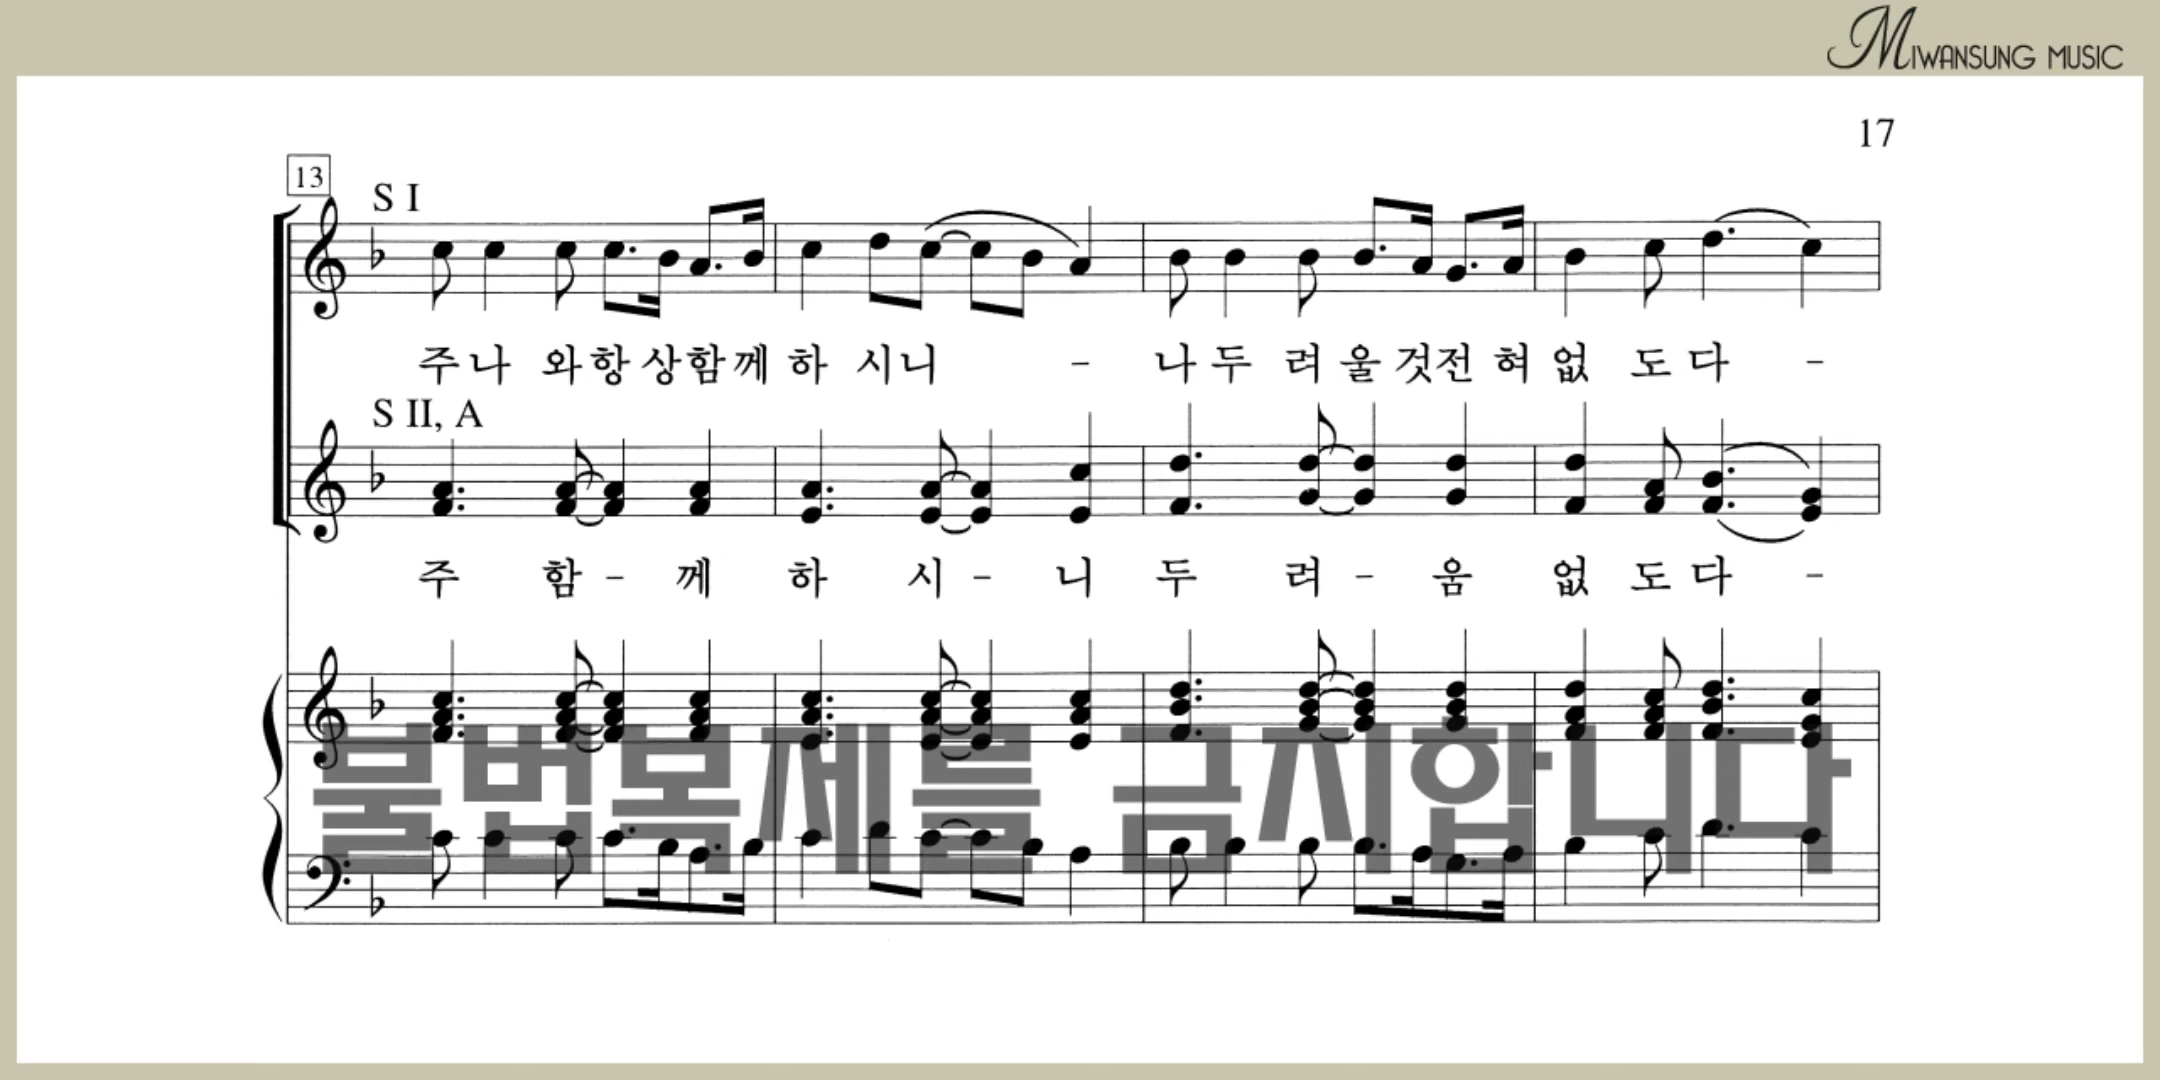 MIWANSUNG MUSIC
17
13
S I
주 나 와 항 상 함 께 하 시 니 - 나 두 려 울 것 전 혀 없 도 다 -
S II, A
주 함 - 께 하 시 - 니 두 려 - 움 없 도 다 -
불법복제를 금지합니다